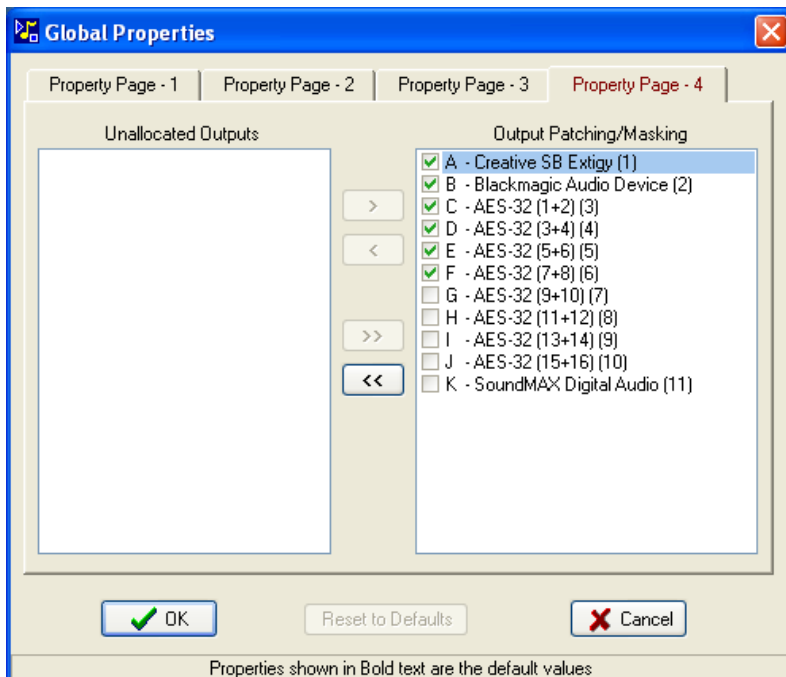 Global Properties
Property Page - 1
Property Page - 2
Property Page - 3
Property Page - 4
Unallocated Outputs
Output Patching/Masking
A - Creative SB Extigy (1)
B - Blackmagic Audio Device (2)
C - AES-32 (1+2) (3)
D - AES-32 (3+4) (4)
E - AES-32 (5+6) (5)
F - AES-32 (7+8) (6)
G - AES-32 (9+10) (7)
H - AES-32 (11+12) (8)
I - AES-32 (13+14) (9)
J - AES-32 (15+16) (10)
K - SoundMAX Digital Audio (11)
>
<
>>
<<
OK
Reset to Defaults
Cancel
Properties shown in Bold text are the default values